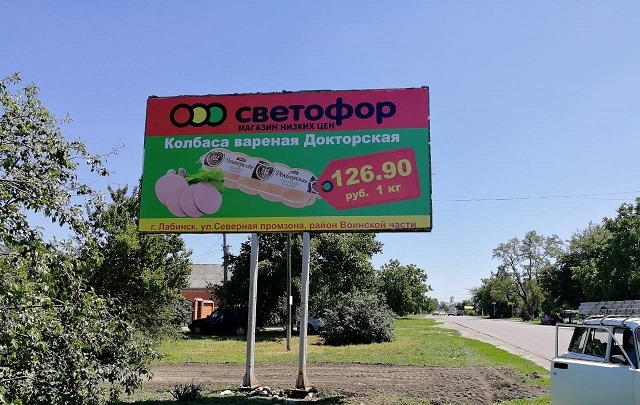 светофор
МАГАЗИН НИЗКИХ ЦЕН
Колбаса вареная Докторская
126.90
руб. 1 кг
г. Лабинск, ул.Северная промзона, район Воинской части